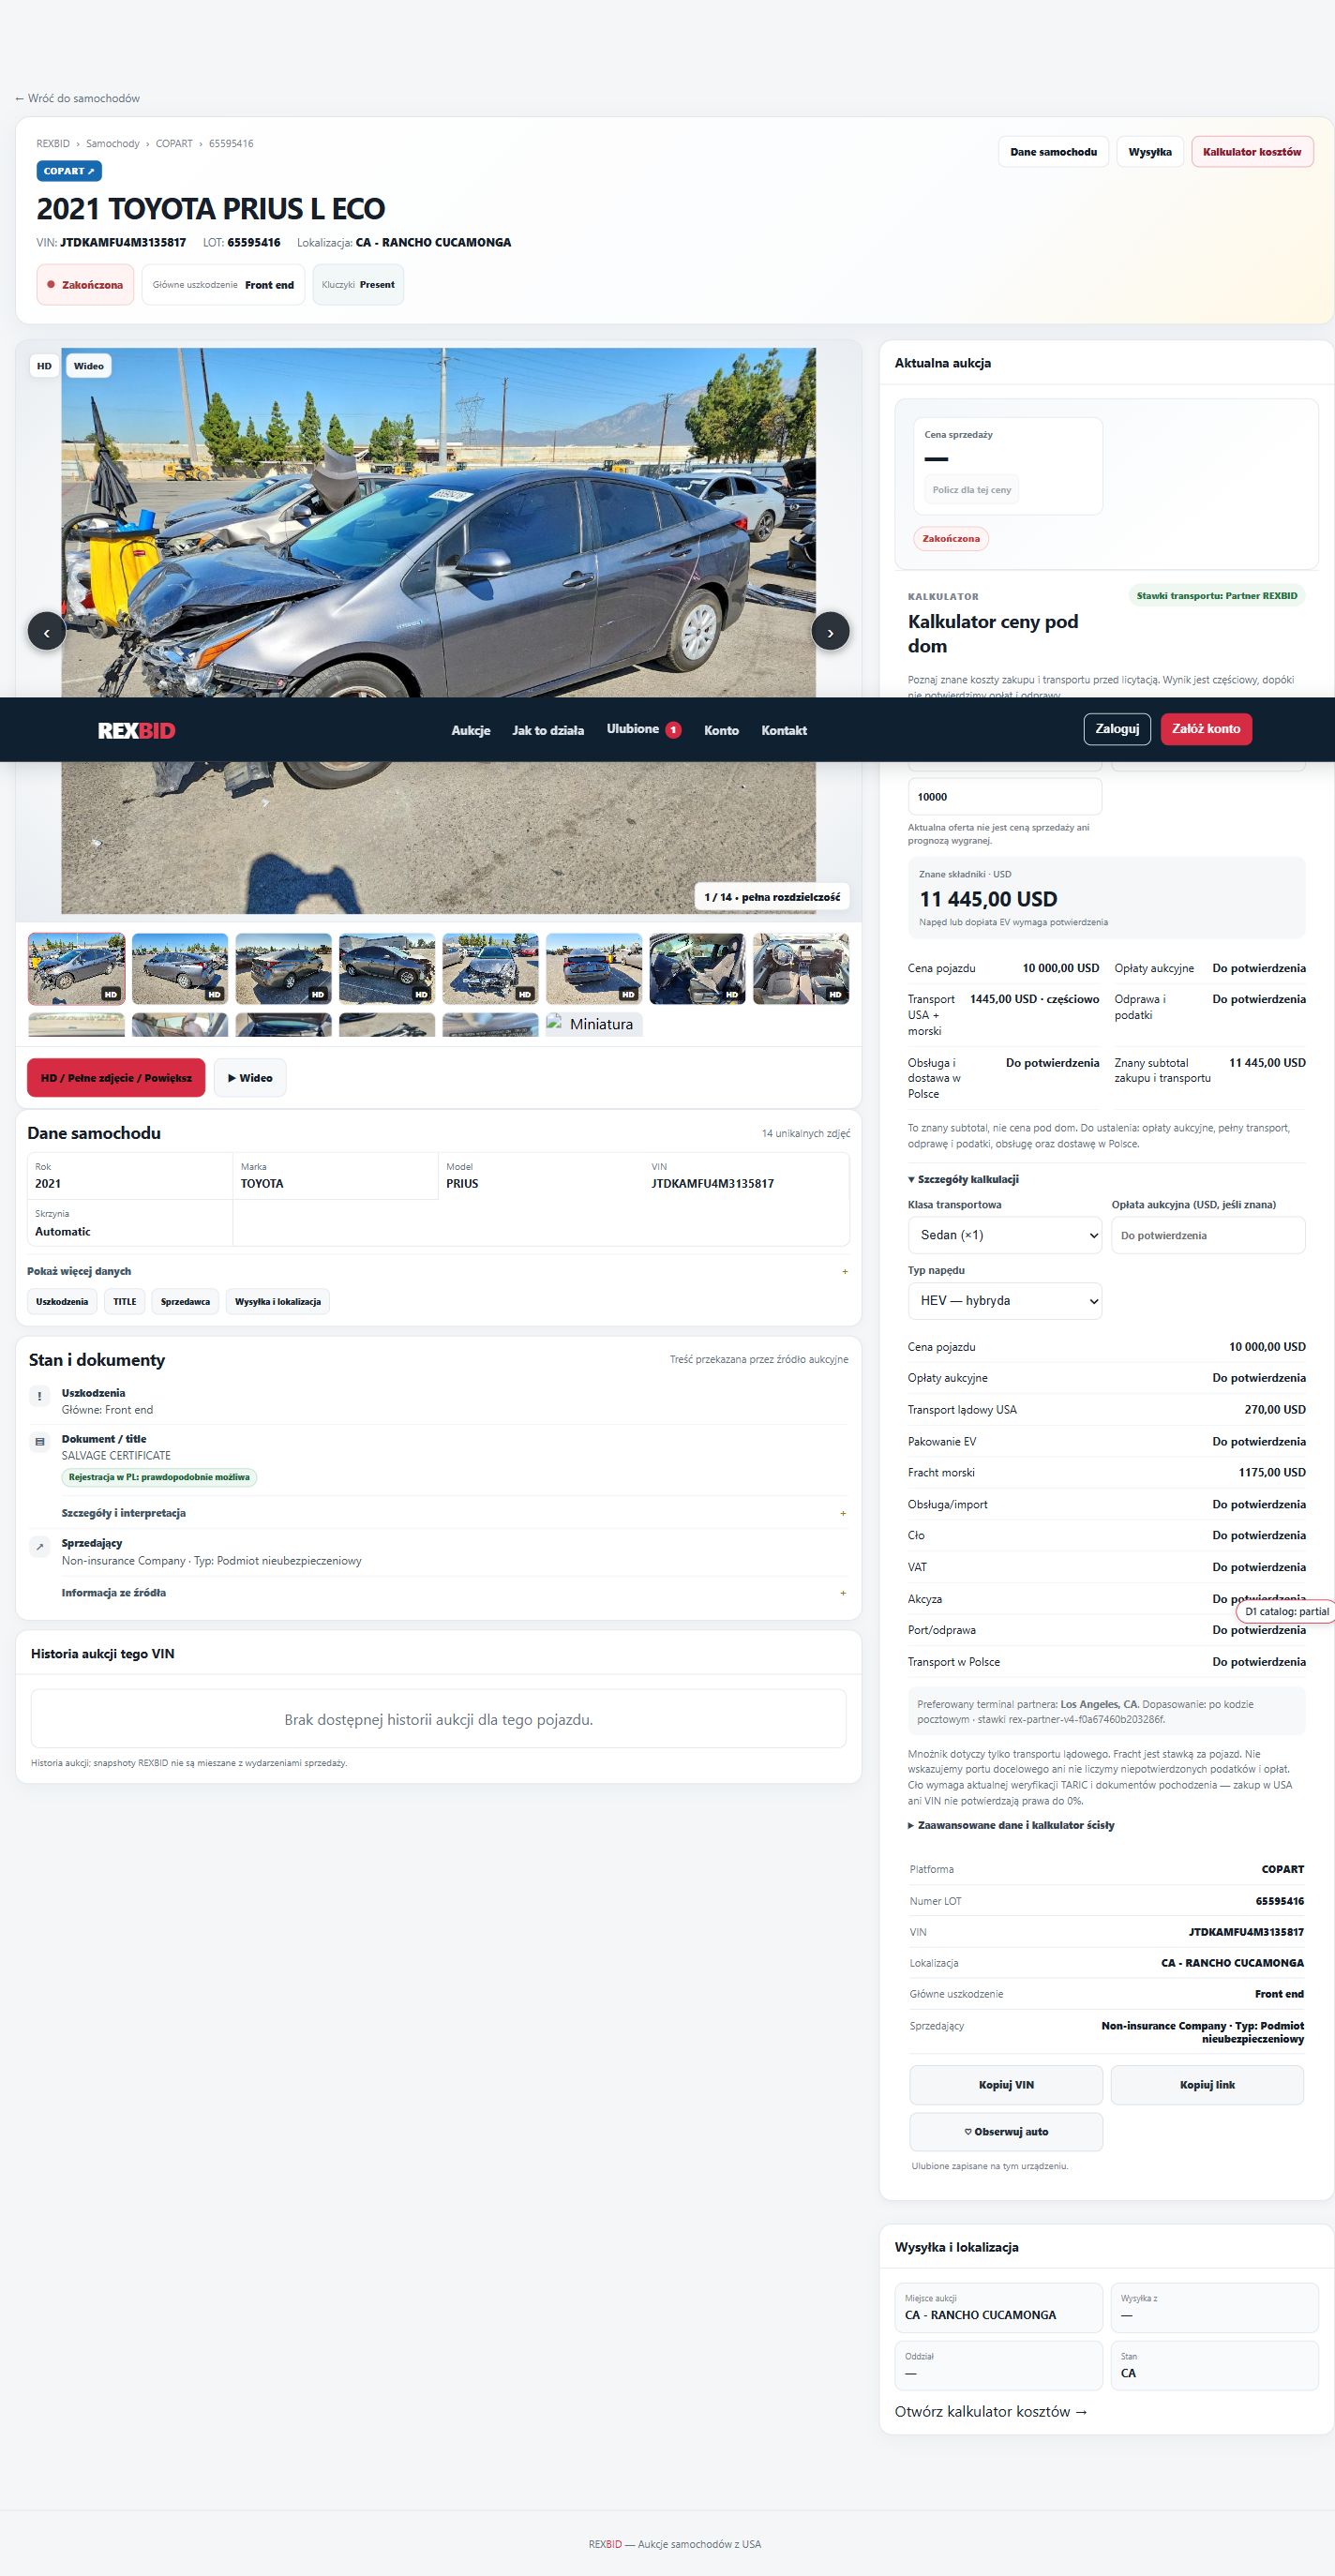 ← Wróć do samochodów
REXBID › Samochody › COPART › 65595416
Dane samochodu
Wysyłka
Kalkulator kosztów
COPART ↗
2021 TOYOTA PRIUS L ECO
VIN: JTDKAMFU4M3135817 LOT: 65595416 Lokalizacja: CA - RANCHO CUCAMONGA
Zakończona
Główne uszkodzenie Front end
Kluczyki Present
HD
Wideo
‹
›
Aktualna aukcja
Cena sprzedaży
—
Policz dla tej ceny
Zakończona
KALKULATOR
Stawki transportu: Partner REXBID
Kalkulator ceny pod
dom
Poznaj znane koszty zakupu i transportu przed licytacją. Wynik jest częściowy, dopóki
nie potwierdzimy opłat i odprawy.
REXBID
Aukcje
Jak to działa
Ulubione 1
Konto
Kontakt
Zaloguj
Załóż konto
10000
Aktualna oferta nie jest ceną sprzedaży ani
prognozą wygranej.
Znane składniki · USD
11 445,00 USD
Napęd lub dopłata EV wymaga potwierdzenia
1 / 14 • pełna rozdzielczość
HD
HD
HD
HD
HD
HD
HD
HD
Miniatura
HD / Pełne zdjęcie / Powiększ
▶ Wideo
Cena pojazdu 10 000,00 USD
Opłaty aukcyjne Do potwierdzenia
Transport
USA +
morski
1445,00 USD · częściowo
Odprawa i
podatki
Do potwierdzenia
Obsługa i
dostawa w
Polsce
Do potwierdzenia
Znany subtotal
zakupu i transportu
11 445,00 USD
To znany subtotal, nie cena pod dom. Do ustalenia: opłaty aukcyjne, pełny transport,
odprawę i podatki, obsługę oraz dostawę w Polsce.
Dane samochodu
14 unikalnych zdjęć
Rok
2021
Marka
TOYOTA
Model
PRIUS
VIN
JTDKAMFU4M3135817
Skrzynia
Automatic
Pokaż więcej danych +
Uszkodzenia
TITLE
Sprzedawca
Wysyłka i lokalizacja
Stan i dokumenty
Treść przekazana przez źródło aukcyjne
!
Uszkodzenia
Główne: Front end
Dokument / title
SALVAGE CERTIFICATE
Rejestracja w PL: prawdopodobnie możliwa
Szczegóły i interpretacja +
↗
Sprzedający
Non-insurance Company · Typ: Podmiot nieubezpieczeniowy
Informacja ze źródła +
Historia aukcji tego VIN
Brak dostępnej historii aukcji dla tego pojazdu.
Historia aukcji; snapshoty REXBID nie są mieszane z wydarzeniami sprzedaży.
▼ Szczegóły kalkulacji
Klasa transportowa
Sedan (×1)
Opłata aukcyjna (USD, jeśli znana)
Do potwierdzenia
Typ napędu
HEV — hybryda
Cena pojazdu 10 000,00 USD
Opłaty aukcyjne Do potwierdzenia
Transport lądowy USA 270,00 USD
Pakowanie EV Do potwierdzenia
Fracht morski 1175,00 USD
Obsługa/import Do potwierdzenia
Cło Do potwierdzenia
VAT Do potwierdzenia
Akcyza Do potwierdzenia
D1 catalog: partial
Port/odprawa Do potwierdzenia
Transport w Polsce Do potwierdzenia
Preferowany terminal partnera: Los Angeles, CA. Dopasowanie: po kodzie
pocztowym · stawki rex-partner-v4-f0a67460b203286f.
Mnożnik dotyczy tylko transportu lądowego. Fracht jest stawką za pojazd. Nie
wskazujemy portu docelowego ani nie liczymy niepotwierdzonych podatków i opłat.
Cło wymaga aktualnej weryfikacji TARIC i dokumentów pochodzenia — zakup w USA
ani VIN nie potwierdzają prawa do 0%.
▶ Zaawansowane dane i kalkulator ścisły
Platforma COPART
Numer LOT 65595416
VIN JTDKAMFU4M3135817
Lokalizacja CA - RANCHO CUCAMONGA
Główne uszkodzenie Front end
Sprzedający Non-insurance Company · Typ: Podmiot
nieubezpieczeniowy
Kopiuj VIN
Kopiuj link
♡ Obserwuj auto
Ulubione zapisane na tym urządzeniu.
Wysyłka i lokalizacja
Miejsce aukcji
CA - RANCHO CUCAMONGA
Wysyłka z
—
Oddział
—
Stan
CA
Otwórz kalkulator kosztów →
REXBID — Aukcje samochodów z USA